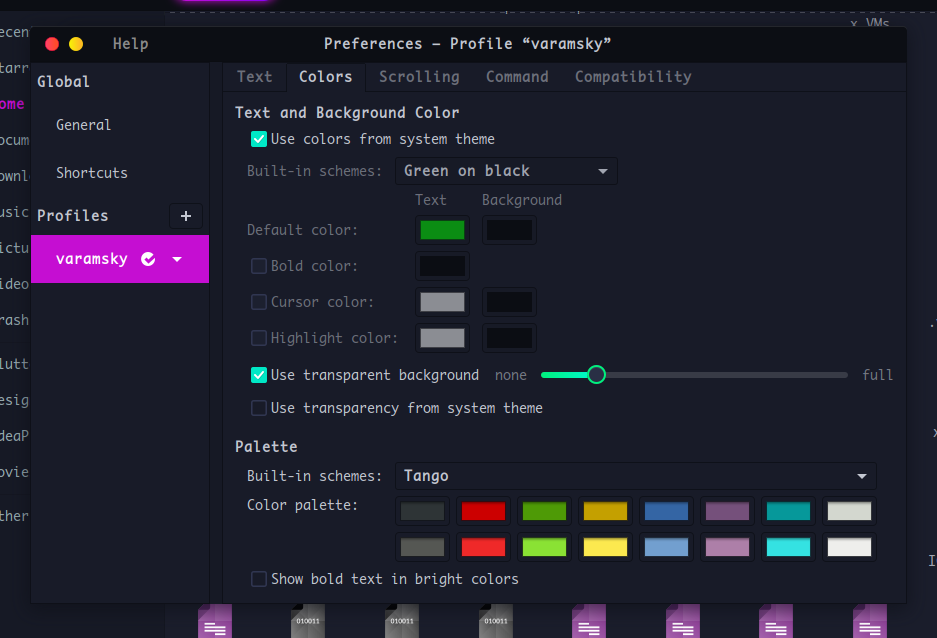 x VMs
Help
Preferences – Profile “varamsky”
Global
General
Shortcuts
Profiles
+
varamsky
Text
Colors
Scrolling
Command
Compatibility
Text and Background Color
Use colors from system theme
Built-in schemes: Green on black
Text Background
Default color:
Bold color:
Cursor color:
Highlight color:
Use transparent background none full
Use transparency from system theme
Palette
Built-in schemes: Tango
Color palette:
Show bold text in bright colors
ecen
tarr
ome
ocum
ownl
usic
ictu
ideo
rash
lutt
esig
deaP
ovie
ther
010011
010011
010011